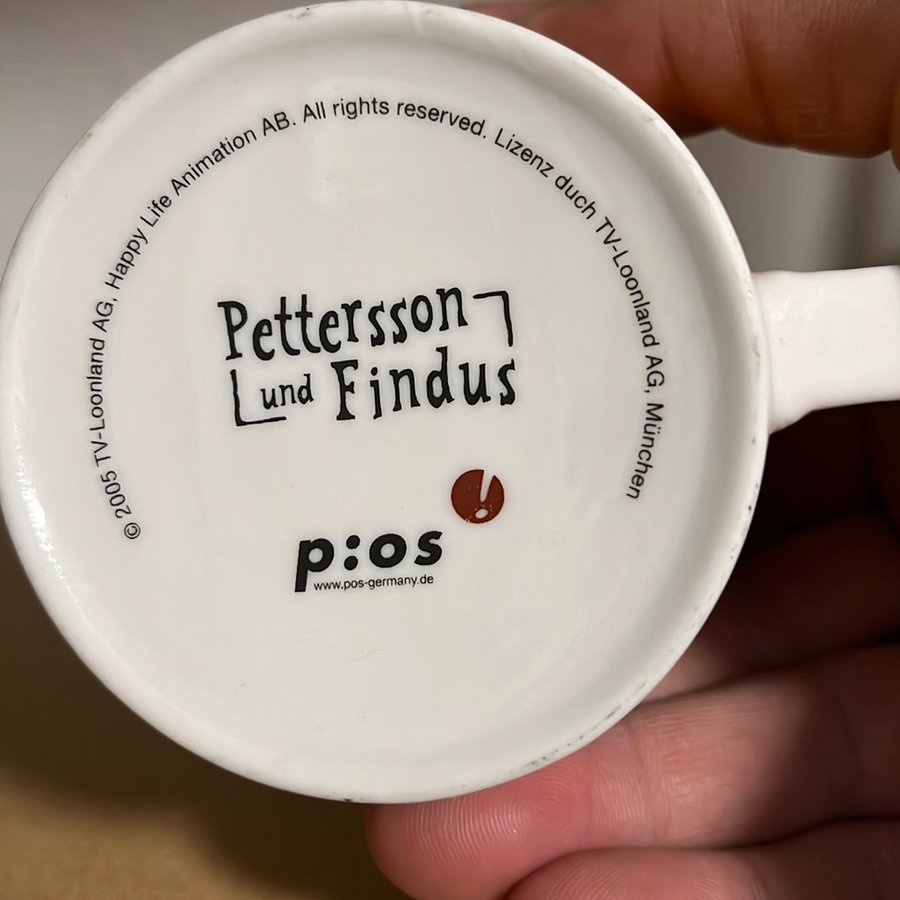 © 2005 TV-Loonland AG, Happy Life Animation AB. All rights reserved. Lizenz duch TV-Loonland AG, München
Pettersson
und Findus
p:os
www.pos-germany.de